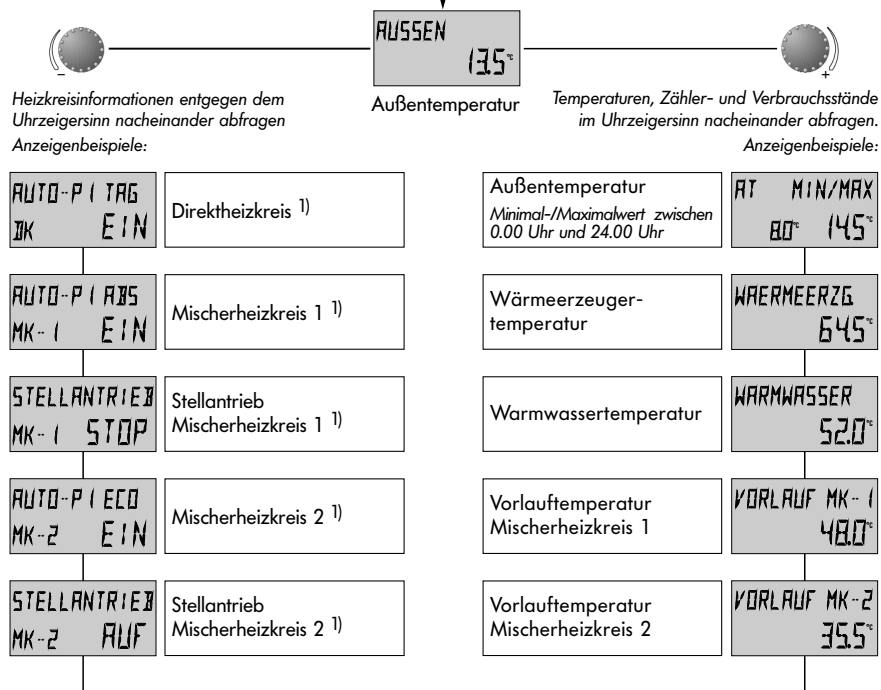 AUSSEN
13.5°C
Außentemperatur
-
+
Heizkreisinformationen entgegen dem
Uhrzeigersinn nacheinander abfragen
Anzeigenbeispiele:
Temperaturen, Zähler- und Verbrauchsstände
im Uhrzeigersinn nacheinander abfragen.
Anzeigenbeispiele:
AUTO-P1 TAG
DK EIN
Direktheizkreis 1)
AUTO-P1 ABS
MK-1 EIN
Mischerheizkreis 1 1)
STELLANTRIEB
MK-1 STOP
Stellantrieb
Mischerheizkreis 1 1)
AUTO-P1 ECO
MK-2 EIN
Mischerheizkreis 2 1)
STELLANTRIEB
MK-2 AUF
Stellantrieb
Mischerheizkreis 2 1)
Außentemperatur
Minimal-/Maximalwert zwischen
0.00 Uhr und 24.00 Uhr
AT MIN/MAX
8.0°C 14.5°C
Wärmeerzeuger-
temperatur
WAERMEERZG.
64.5°C
Warmwassertemperatur
WARMWASSER
52.0°C
Vorlauftemperatur
Mischerheizkreis 1
VORLAUF MK-1
48.0°C
Vorlauftemperatur
Mischerheizkreis 2
VORLAUF MK-2
35.5°C